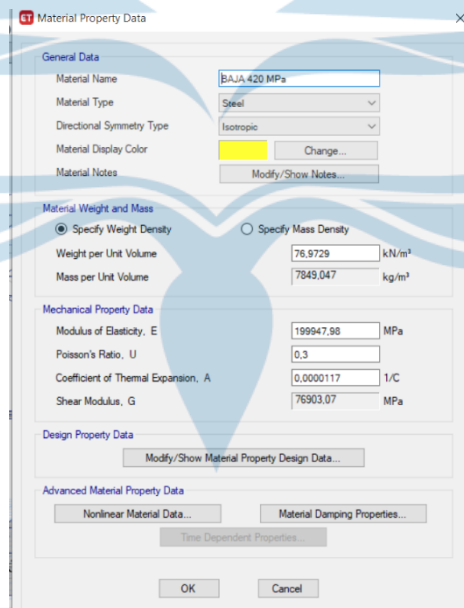 ET Material Property Data
General Data
Material Name BAJA 420 MPa
Material Type Steel
Directional Symmetry Type Isotropic
Material Display Color Change...
Material Notes Modify/Show Notes...
Material Weight and Mass
Specify Weight Density Specify Mass Density
Weight per Unit Volume 76,9729 kN/m³
Mass per Unit Volume 7849,047 kg/m³
Mechanical Property Data
Modulus of Elasticity, E 199947,98 MPa
Poisson's Ratio, U 0,3
Coefficient of Thermal Expansion, A 0,0000117 1/C
Shear Modulus, G 76903,07 MPa
Design Property Data
Modify/Show Material Property Design Data...
Advanced Material Property Data
Nonlinear Material Data... Material Damping Properties...
Time Dependent Properties...
OK Cancel